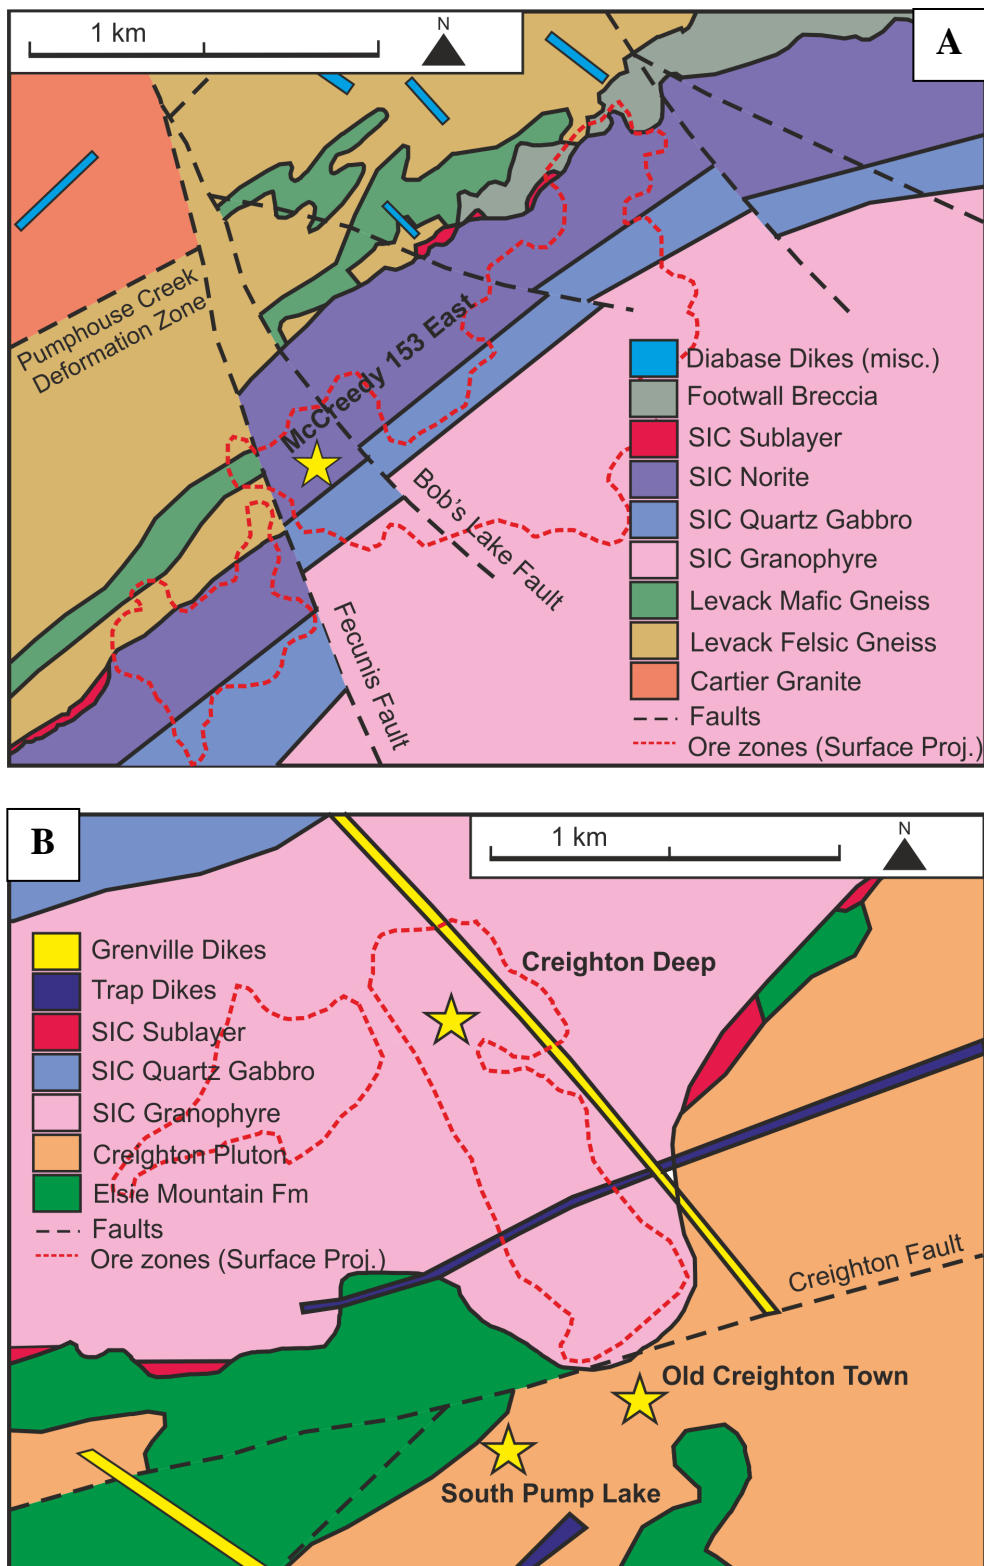 1 km
N
A
Pumphouse Creek
Deformation Zone
McCreedy 153 East
Bob's Lake Fault
Fecunis Fault
Diabase Dikes (misc.)
Footwall Breccia
SIC Sublayer
SIC Norite
SIC Quartz Gabbro
SIC Granophyre
Levack Mafic Gneiss
Levack Felsic Gneiss
Cartier Granite
Faults
Ore zones (Surface Proj.)
B
1 km
N
Grenville Dikes
Trap Dikes
SIC Sublayer
SIC Quartz Gabbro
SIC Granophyre
Creighton Pluton
Elsie Mountain Fm
Faults
Ore zones (Surface Proj.)
Creighton Deep
Creighton Fault
Old Creighton Town
South Pump Lake